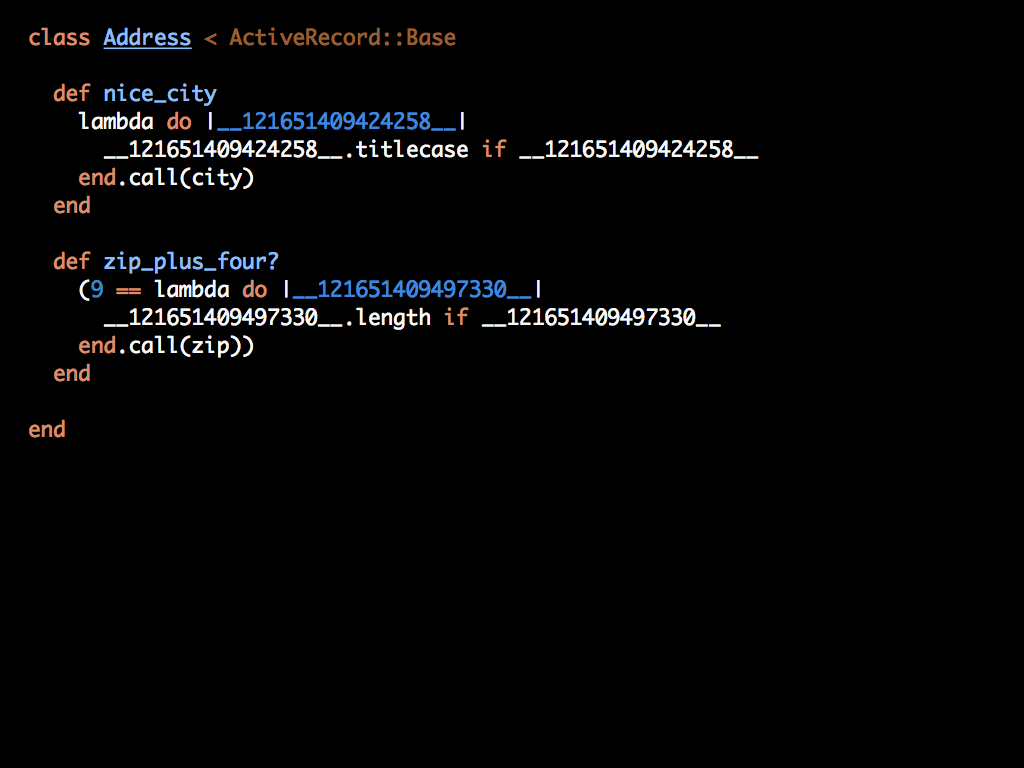 class Address < ActiveRecord::Base
def nice_city
lambda do |__121651409424258__|
__121651409424258__.titlecase if __121651409424258__
end.call(city)
end
def zip_plus_four?
(9 == lambda do |__121651409497330__|
__121651409497330__.length if __121651409497330__
end.call(zip))
end
end